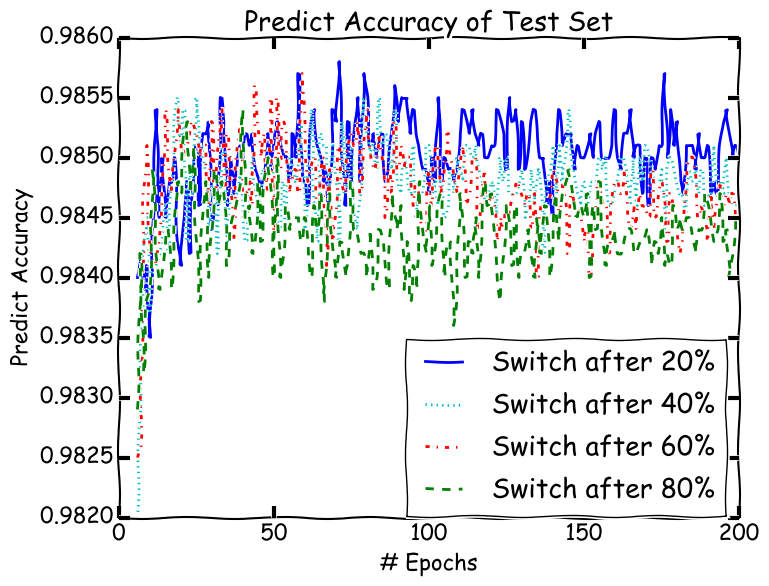 Predict Accuracy of Test Set
Predict Accuracy
0.9860
0.9855
0.9850
0.9845
0.9840
0.9835
0.9830
0.9825
0.9820
Switch after 20%
Switch after 40%
Switch after 60%
Switch after 80%
0
50
100
150
200
# Epochs